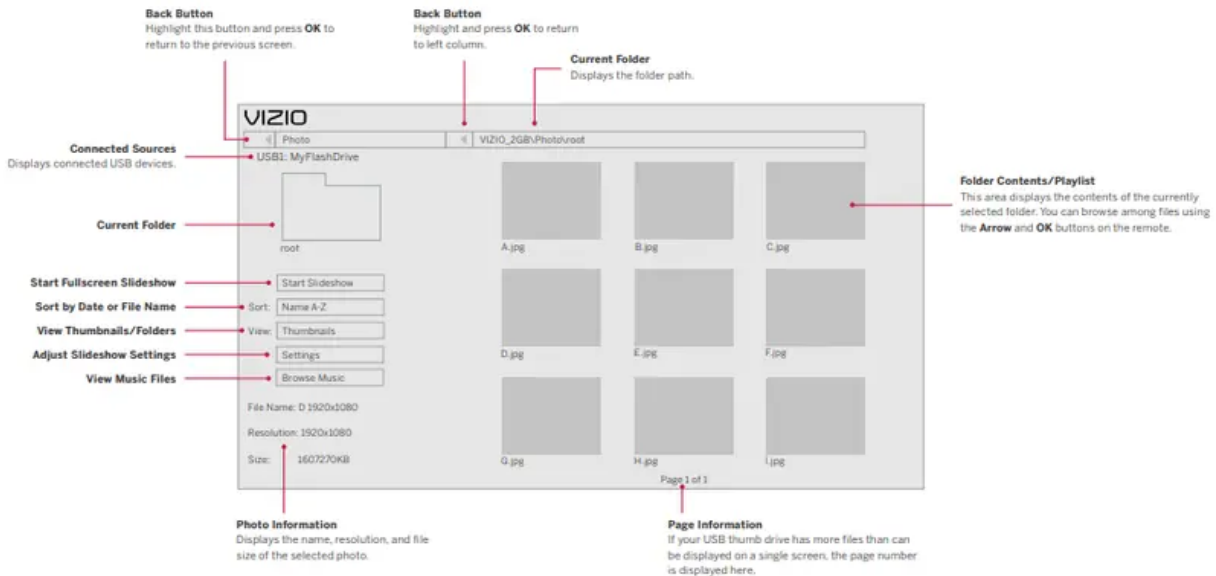 Back Button
Highlight this button and press OK to
return to the previous screen.
Back Button
Highlight and press OK to return
to left column.
Current Folder
Displays the folder path.
VIZIO
Photo
VIZIO_2GB\Photo\root
Connected Sources
Displays connected USB devices.
USB1: MyFlashDrive
Current Folder
root
A.jpg
B.jpg
C.jpg
Folder Contents/Playlist
This area displays the contents of the currently
selected folder. You can browse among files using
the Arrow and OK buttons on the remote.
Start Fullscreen Slideshow
Start Slideshow
Sort by Date or File Name
Sort: Name A-Z
View Thumbnails/Folders
View: Thumbnails
Adjust Slideshow Settings
Settings
View Music Files
Browse Music
D.jpg
E.jpg
F.jpg
File Name: D 1920x1080
Resolution: 1920x1080
Size: 1607270KB
G.jpg
H.jpg
I.jpg
Page 1 of 1
Photo Information
Displays the name, resolution, and file
size of the selected photo.
Page Information
If your USB thumb drive has more files than can
be displayed on a single screen, the page number
is displayed here.